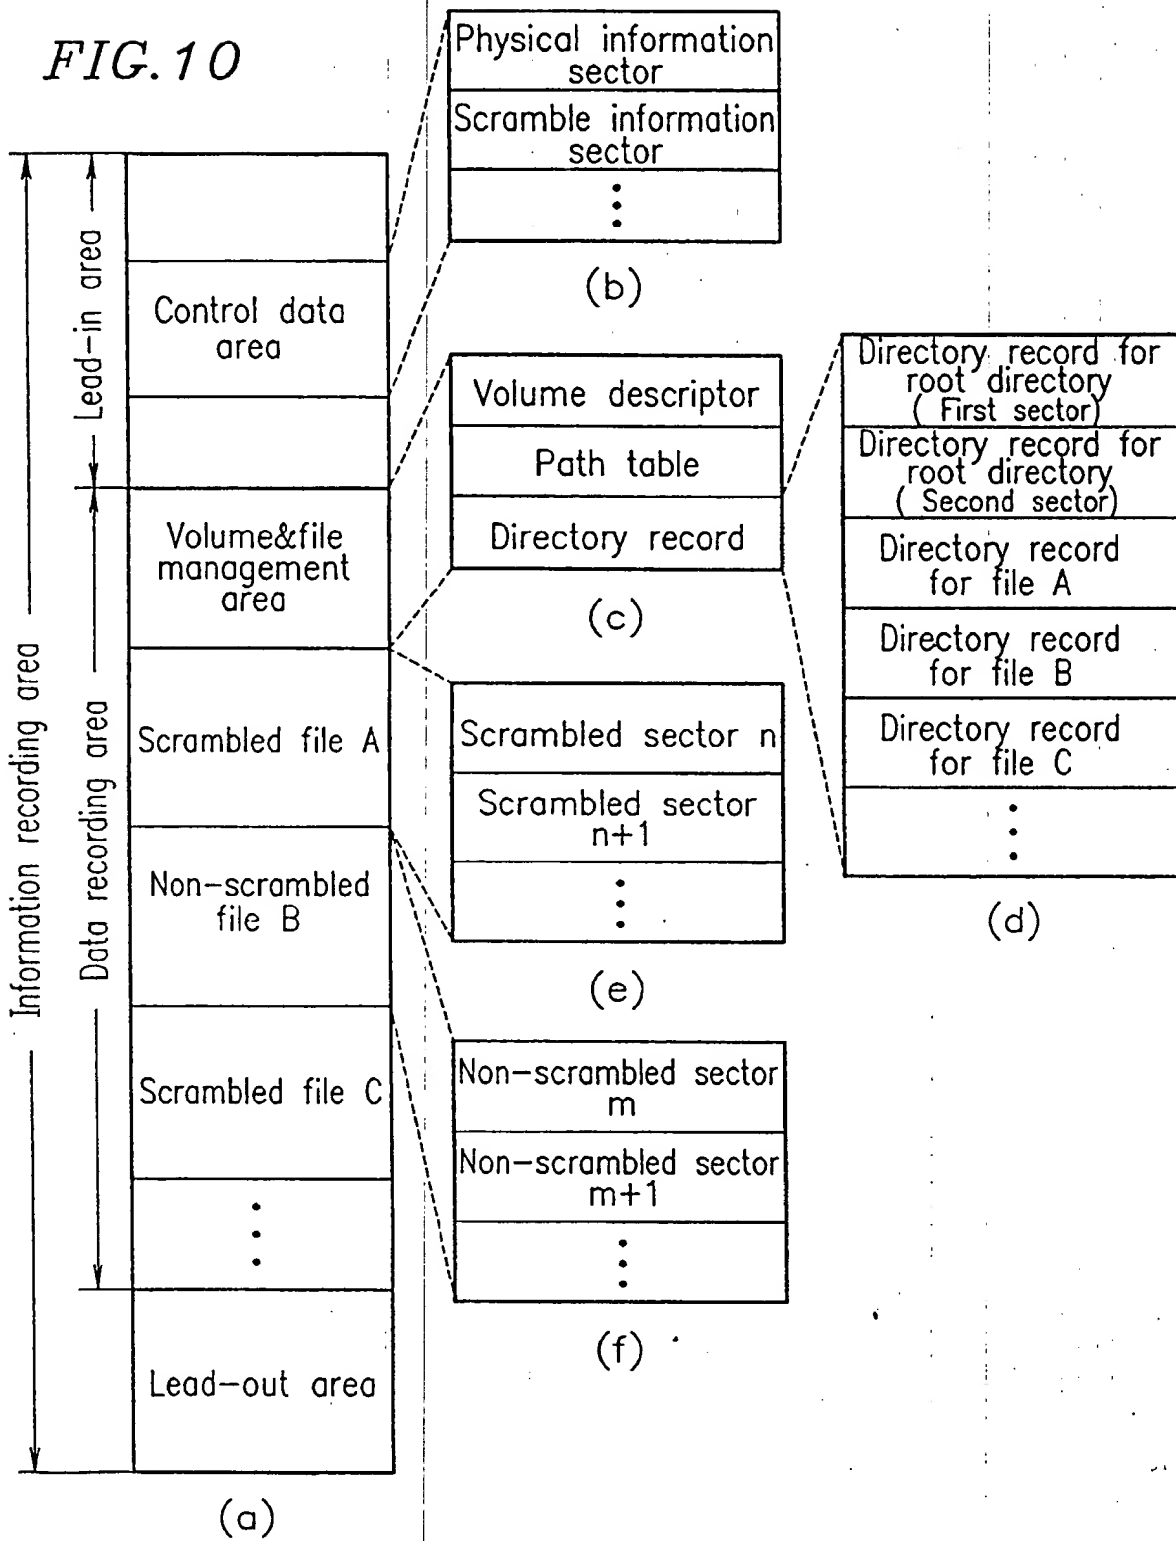 FIG.10
Information recording area
Lead-in area
Data recording area
Control data
area
Volume&file
management
area
Scrambled file A
Non-scrambled
file B
Scrambled file C
Lead-out area
(a)
Physical information
sector
Scramble information
sector
(b)
Volume descriptor
Path table
Directory record
(c)
Directory record for
root directory
( First sector)
Directory record for
root directory
( Second sector)
Directory record
for file A
Directory record
for file B
Directory record
for file C
(d)
Scrambled sector n
Scrambled sector
n+1
(e)
Non-scrambled sector
m
Non-scrambled sector
m+1
(f)